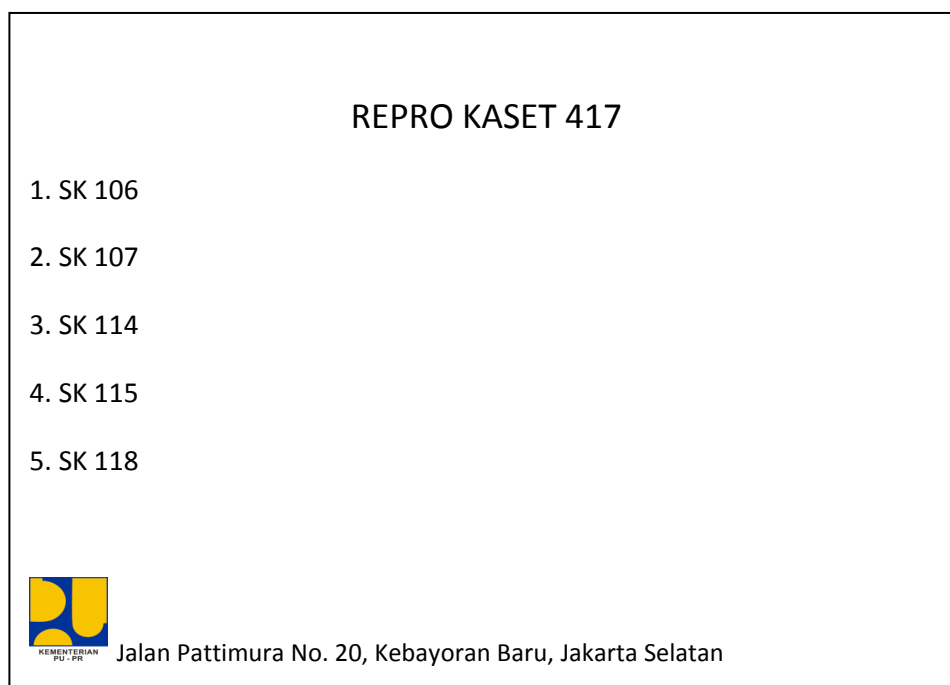 REPRO KASET 417
1. SK 106
2. SK 107
3. SK 114
4. SK 115
5. SK 118
KEMENTERIAN
PU - PR
Jalan Pattimura No. 20, Kebayoran Baru, Jakarta Selatan